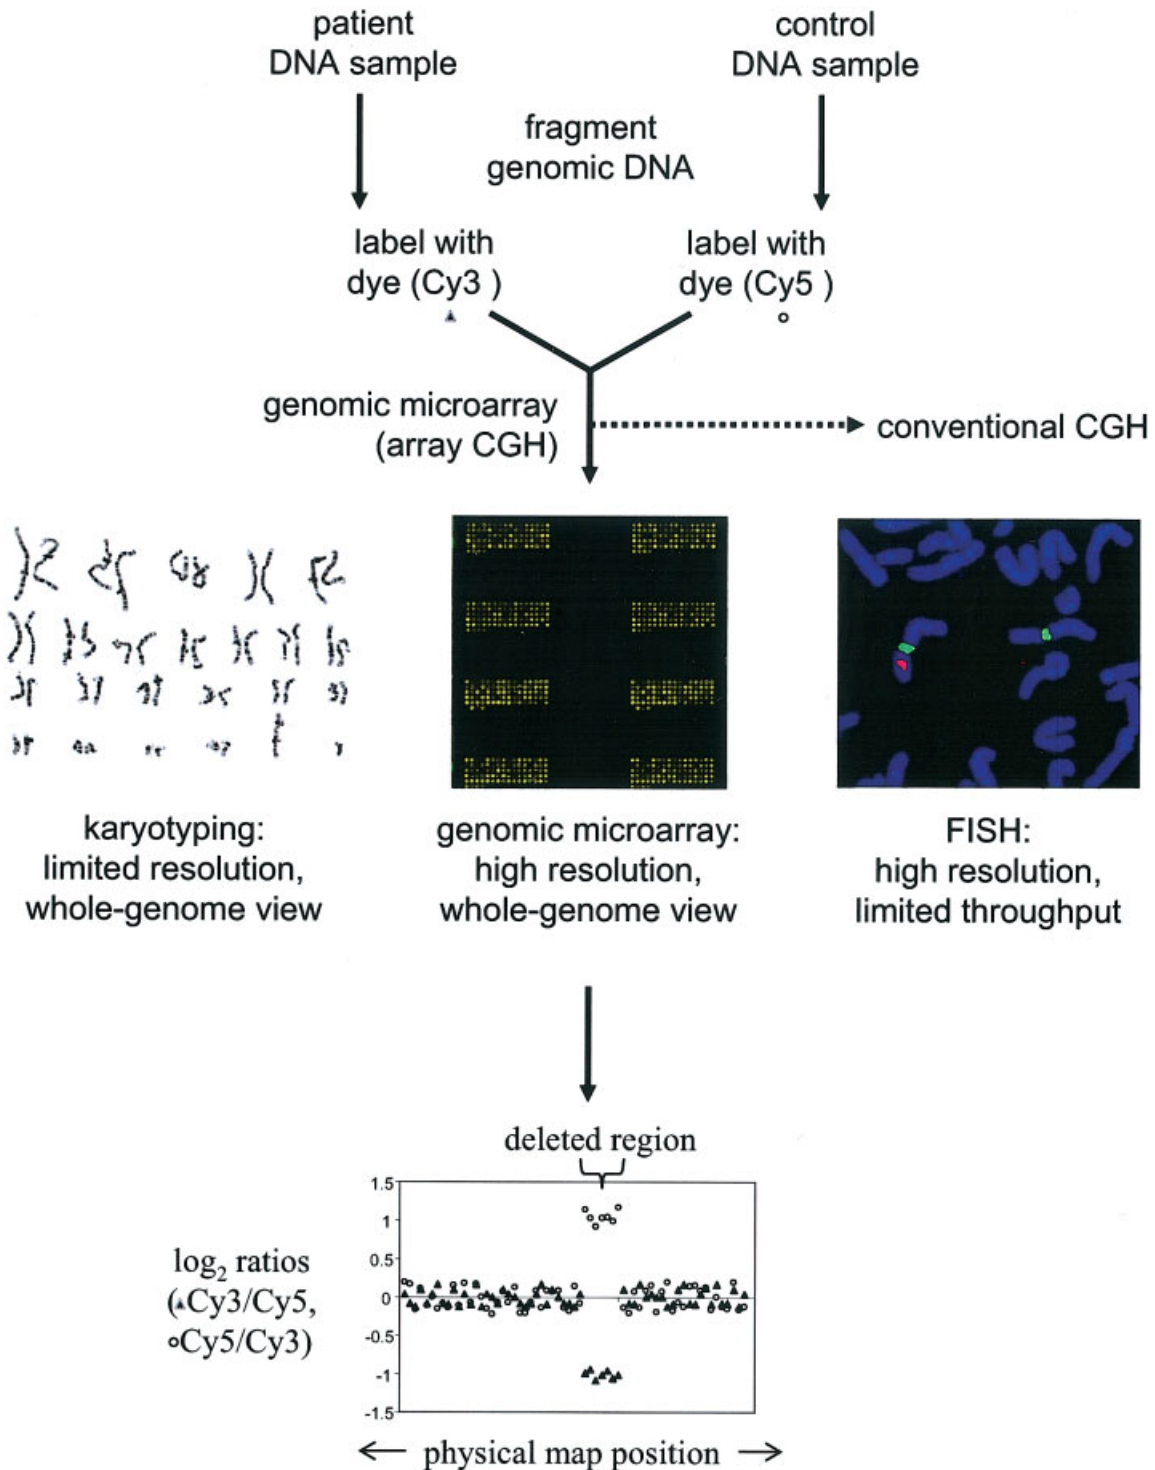 patient
DNA sample
control
DNA sample
fragment
genomic DNA
label with
dye (Cy3 )
label with
dye (Cy5 )
genomic microarray
(array CGH)
conventional CGH
karyotyping:
limited resolution,
whole-genome view
genomic microarray:
high resolution,
whole-genome view
FISH:
high resolution,
limited throughput
deleted region
1.5
1
0.5
0
-0.5
-1
-1.5
log₂ ratios
(▲Cy3/Cy5,
○Cy5/Cy3)
← physical map position →